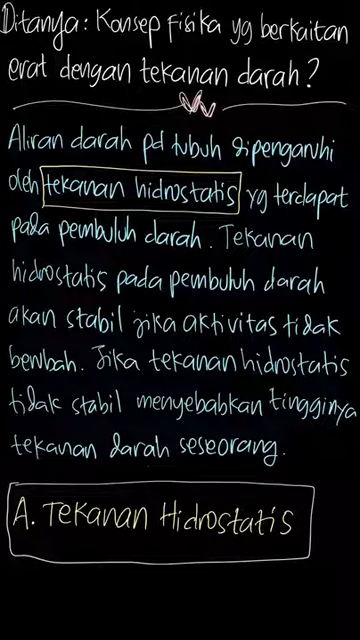 Ditanya: Konsep fisika yg berkaitan
erat dengan tekanan darah?
Aliran darah pd tubuh dipengaruhi
oleh tekanan hidrostatis yg terdapat
pada pembuluh darah. Tekanan
hidrostatis pada pembuluh darah
akan stabil jika aktivitas tidak
berubah. Jika tekanan hidrostatis
tidak stabil menyebabkan tingginya
tekanan darah seseorang.
A. Tekanan Hidrostatis